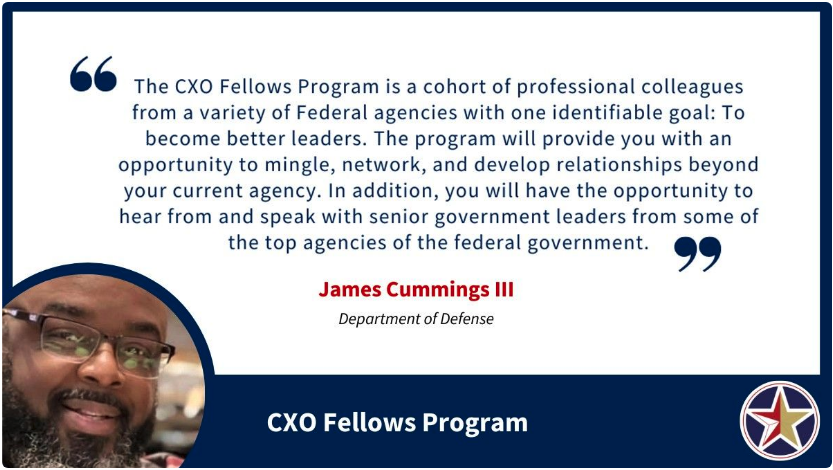 “ The CXO Fellows Program is a cohort of professional colleagues
from a variety of Federal agencies with one identifiable goal: To
become better leaders. The program will provide you with an
opportunity to mingle, network, and develop relationships beyond
your current agency. In addition, you will have the opportunity to
hear from and speak with senior government leaders from some of
the top agencies of the federal government. ”
James Cummings III
Department of Defense
CXO Fellows Program